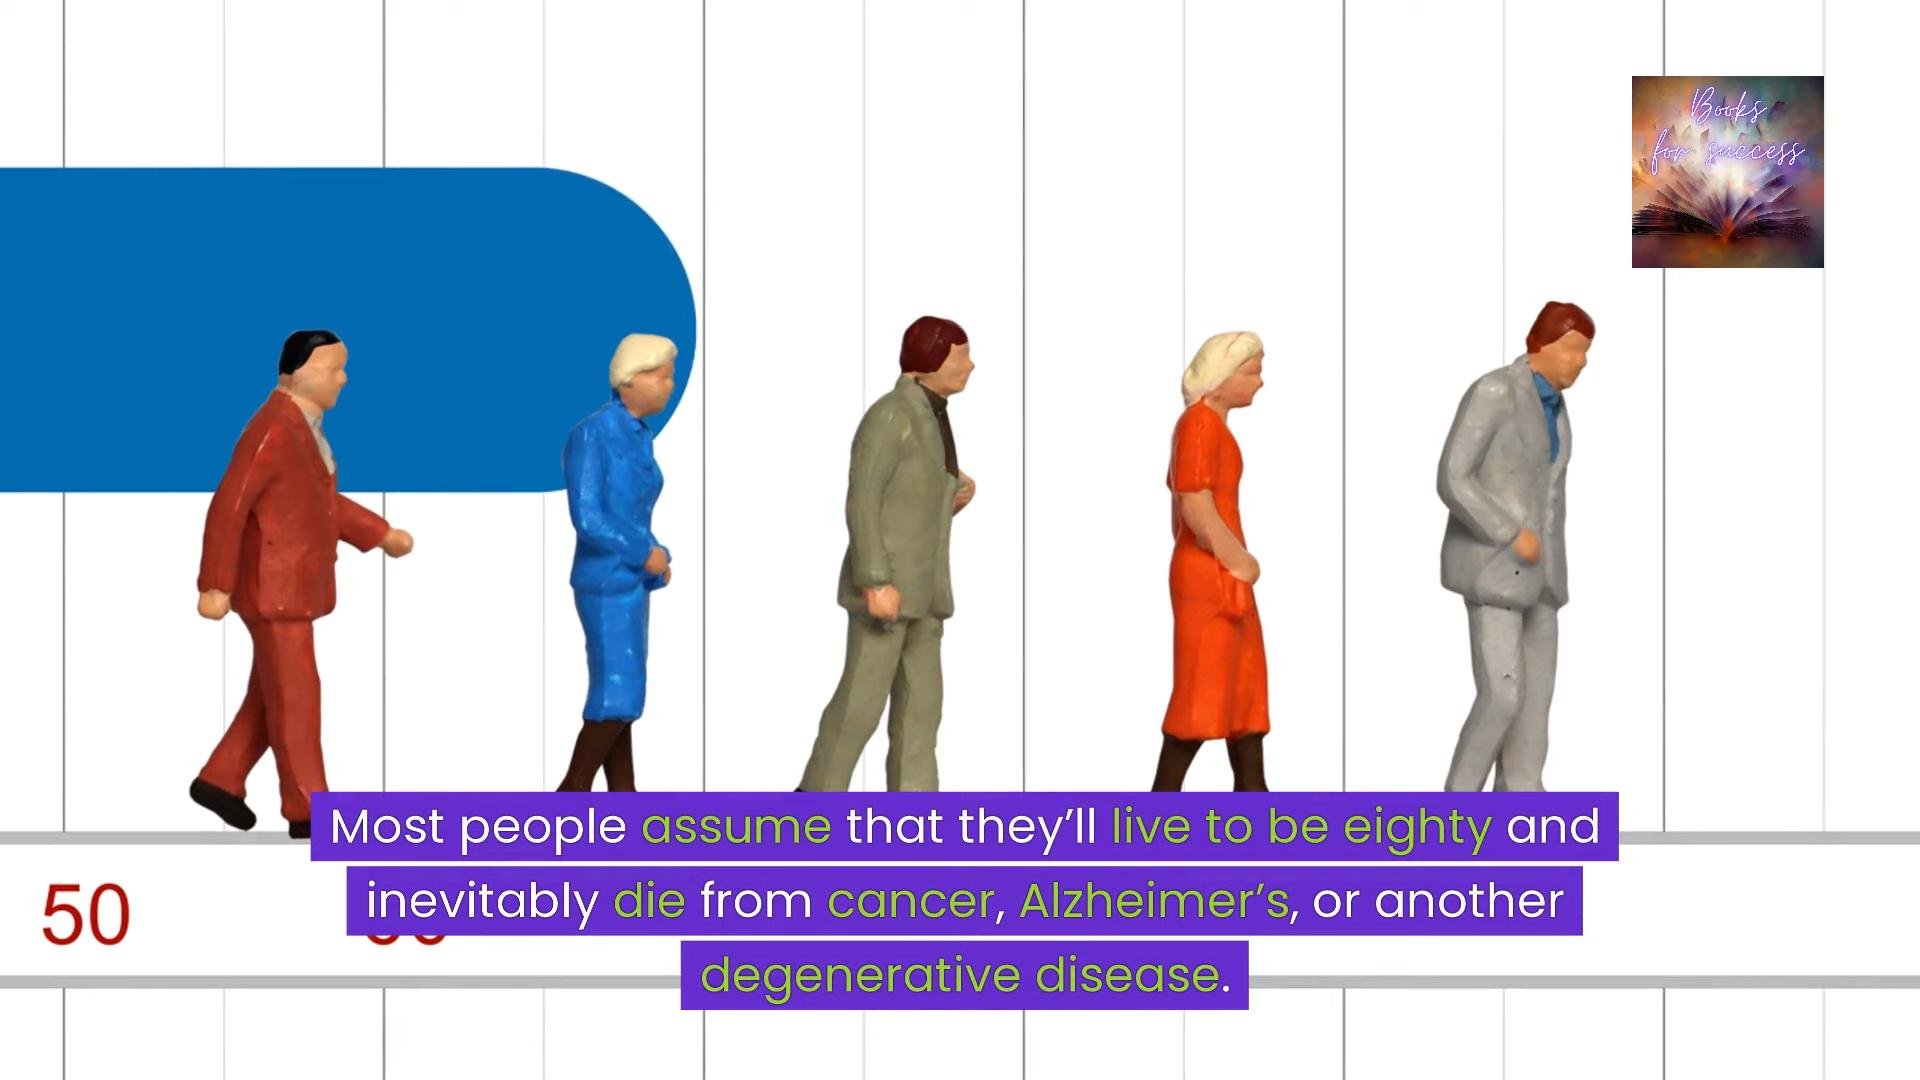 Books
for success
Most people assume that they’ll live to be eighty and
inevitably die from cancer, Alzheimer’s, or another
degenerative disease.
50